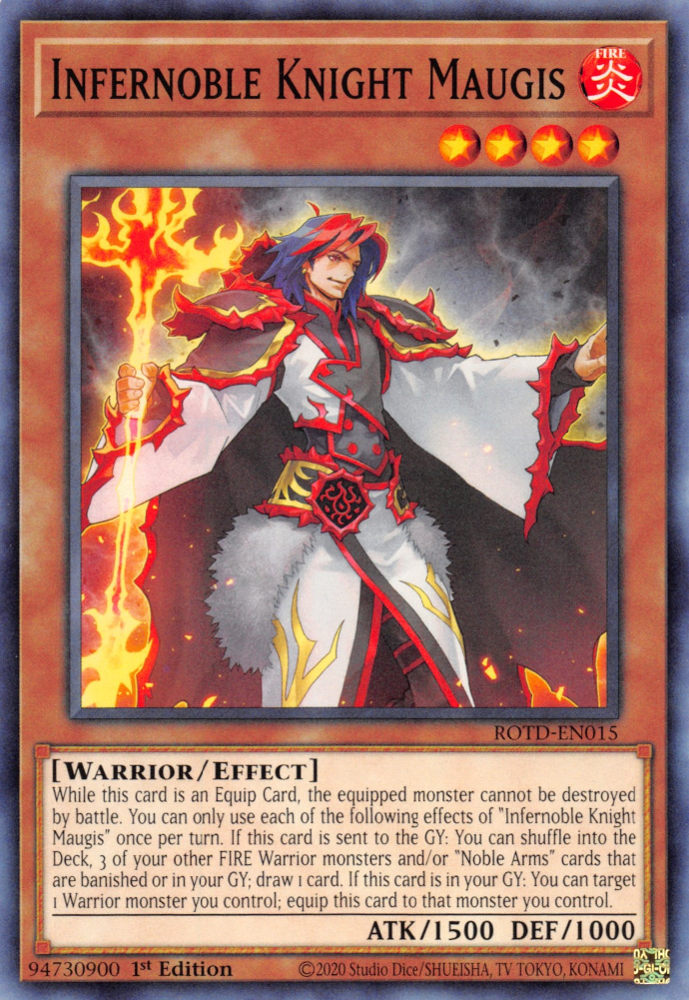 INFERNOBLE KNIGHT MAUGIS
FIRE
炎
ROTD-EN015
[WARRIOR/EFFECT]
While this card is an Equip Card, the equipped monster cannot be destroyed
by battle. You can only use each of the following effects of "Infernoble Knight
Maugis" once per turn. If this card is sent to the GY: You can shuffle into the
Deck, 3 of your other FIRE Warrior monsters and/or "Noble Arms" cards that
are banished or in your GY; draw 1 card. If this card is in your GY: You can target
1 Warrior monster you control; equip this card to that monster you control.
ATK/1500 DEF/1000
94730900 1st Edition ©2020 Studio Dice/SHUEISHA, TV TOKYO, KONAMI